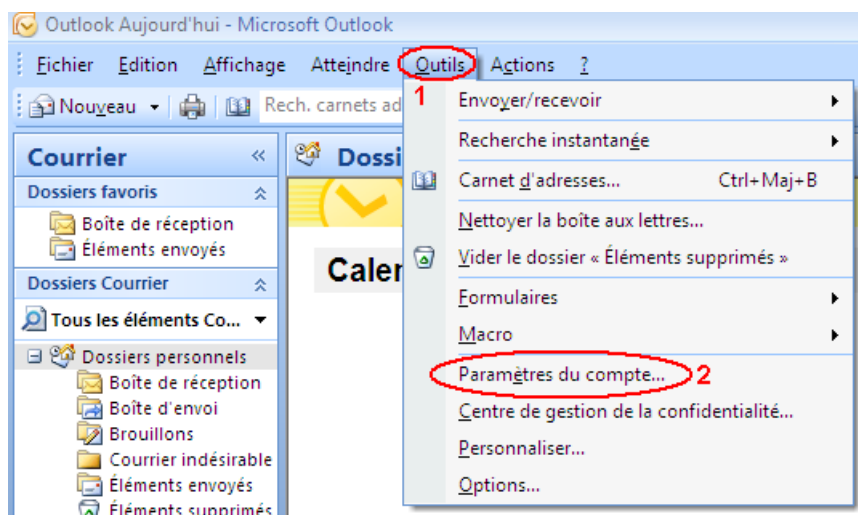 Outlook Aujourd'hui - Microsoft Outlook
Fichier Edition Affichage Atteindre Outils Actions ?
Nouveau Rech. carnets ad
1
Courrier «
Dossiers favoris
Boîte de réception
Éléments envoyés
Dossiers Courrier
Tous les éléments Co...
Dossiers personnels
Boîte de réception
Boîte d'envoi
Brouillons
Courrier indésirable
Éléments envoyés
Éléments supprimés
Dossi
Caler
Envoyer/recevoir
Recherche instantanée
Carnet d'adresses... Ctrl+Maj+B
Nettoyer la boîte aux lettres...
Vider le dossier « Éléments supprimés »
Formulaires
Macro
Paramètres du compte... 2
Centre de gestion de la confidentialité...
Personnaliser...
Options...